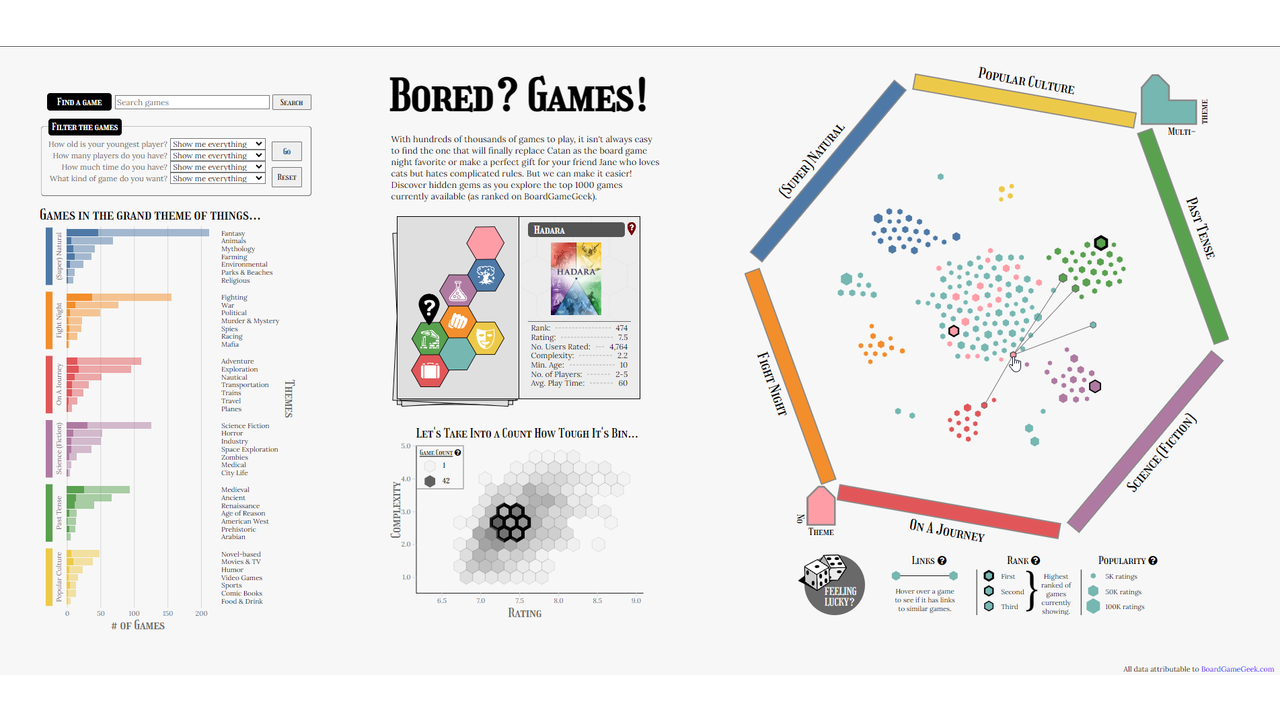 FIND A GAME
Search games
SEARCH
FILTER THE GAMES
How old is your youngest player? Show me everything
How many players do you have? Show me everything
How much time do you have? Show me everything
What kind of game do you want? Show me everything
GO
RESET
GAMES IN THE GRAND THEME OF THINGS...
(Super) Natural
Fantasy
Animals
Mythology
Farming
Environmental
Parks & Beaches
Religious
Fight Night
Fighting
War
Political
Murder & Mystery
Spies
Racing
Mafia
On A Journey
Adventure
Exploration
Nautical
Transportation
Trains
Travel
Planes
Science (Fiction)
Science Fiction
Horror
Industry
Space Exploration
Zombies
Medical
City Life
Past Tense
Medieval
Ancient
Renaissance
Age of Reason
American West
Prehistoric
Arabian
Popular Culture
Novel-based
Movies & TV
Humor
Video Games
Sports
Comic Books
Food & Drink
THEMES
0 50 100 150 200
# OF GAMES
BORED? GAMES!
With hundreds of thousands of games to play, it isn't always easy
to find the one that will finally replace Catan as the board game
night favorite or make a perfect gift for your friend Jane who loves
cats but hates complicated rules. But we can make it easier!
Discover hidden gems as you explore the top 1000 games
currently available (as ranked on BoardGameGeek).
?
HADARA
?
HADARA
Rank: 474
Rating: 7.5
No. Users Rated: 4,764
Complexity: 2.2
Min. Age: 10
No. of Players: 2-5
Avg. Play Time: 60
LET'S TAKE INTO A COUNT HOW TOUGH IT'S BIN...
GAME COUNT ?
1
42
COMPLEXITY
5.0
4.0
3.0
2.0
1.0
6.5 7.0 7.5 8.0 8.5 9.0
RATING
POPULAR CULTURE
MULTI-
THEME
(SUPER) NATURAL
PAST TENSE
FIGHT NIGHT
SCIENCE (FICTION)
NO
THEME
ON A JOURNEY
FEELING
LUCKY?
LINKS ?
Hover over a game
to see if it has links
to similar games.
RANK ?
First
Second
Third
}
Highest
ranked of
games
currently
showing.
POPULARITY ?
5K ratings
50K ratings
100K ratings
All data attributable to BoardGameGeek.com